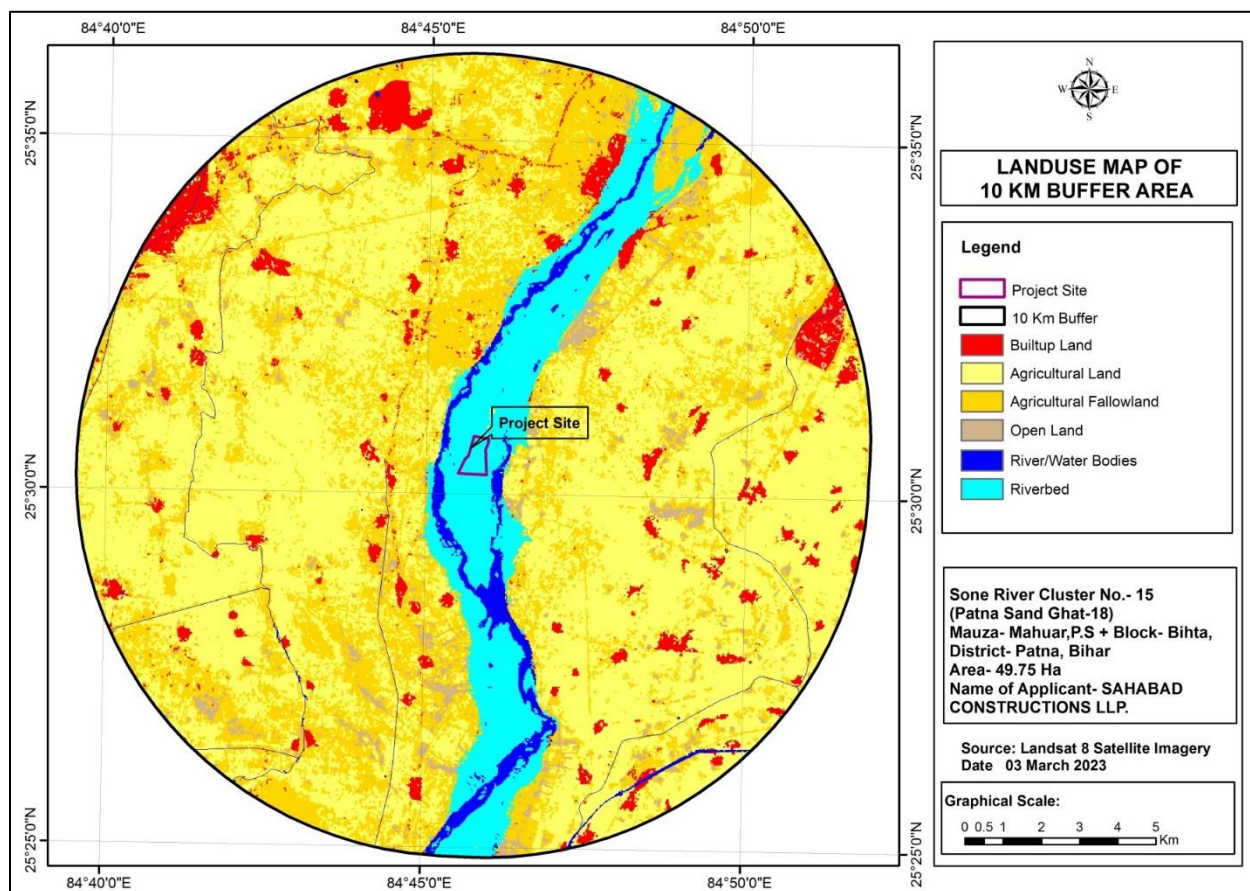 84°40'0"E
84°45'0"E
84°50'0"E
25°35'0"N
25°35'0"N
25°30'0"N
25°30'0"N
25°25'0"N
25°25'0"N
84°40'0"E
84°45'0"E
84°50'0"E
Project Site
N
W
E
S
LANDUSE MAP OF
10 KM BUFFER AREA
Legend
Project Site
10 Km Buffer
Builtup Land
Agricultural Land
Agricultural Fallowland
Open Land
River/Water Bodies
Riverbed
Sone River Cluster No.- 15
(Patna Sand Ghat-18)
Mauza- Mahuar,P.S + Block- Bihta,
District- Patna, Bihar
Area- 49.75 Ha
Name of Applicant- SAHABAD
CONSTRUCTIONS LLP.
Source: Landsat 8 Satellite Imagery
Date 03 March 2023
Graphical Scale:
0 0.5 1 2 3 4 5
Km